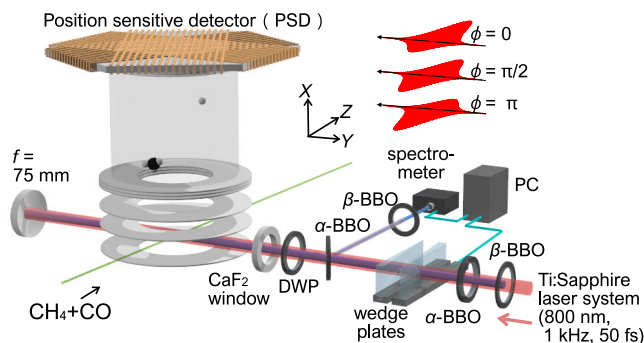 Position sensitive detector ( PSD )
ϕ = 0
ϕ = π/2
ϕ = π
X
Z
Y
f =
75 mm
spectro-
meter
PC
β-BBO
α-BBO
β-BBO
CaF₂
window
DWP
wedge
plates
α-BBO
Ti:Sapphire
laser system
(800 nm,
1 kHz, 50 fs)
CH₄+CO